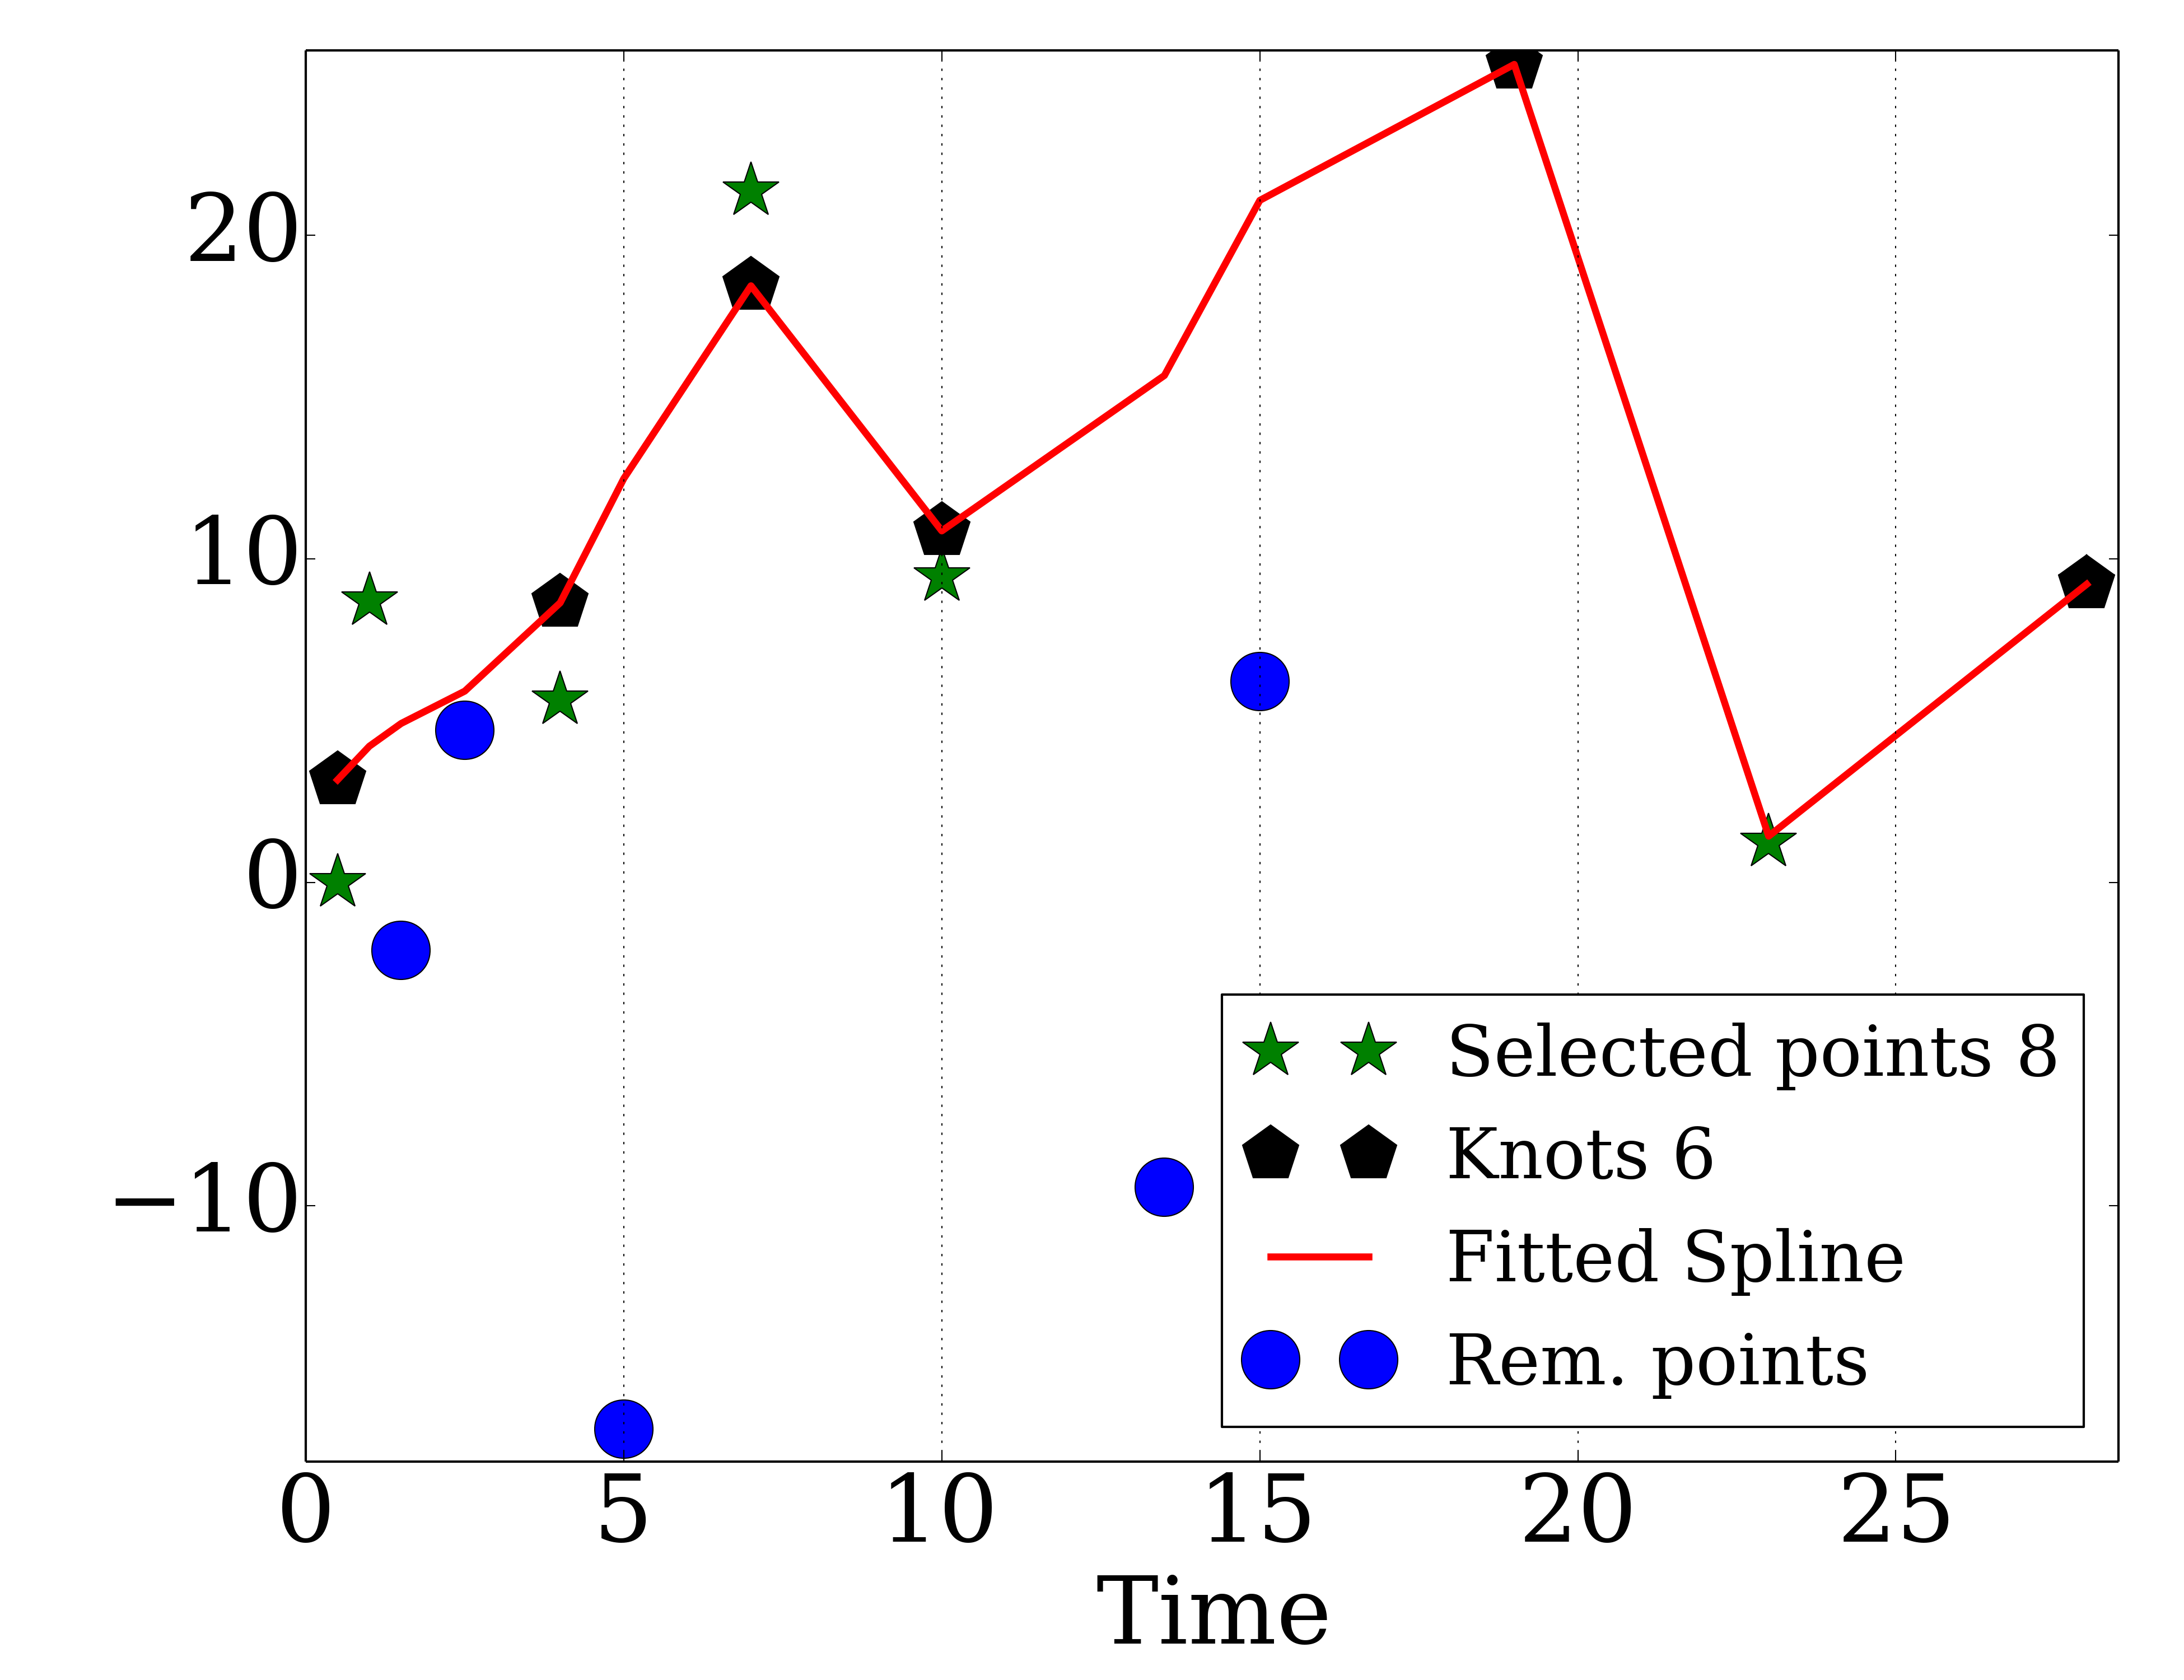 20
10
0
−10
0 5 10 15 20 25
Time
Selected points 8
Knots 6
Fitted Spline
Rem. points